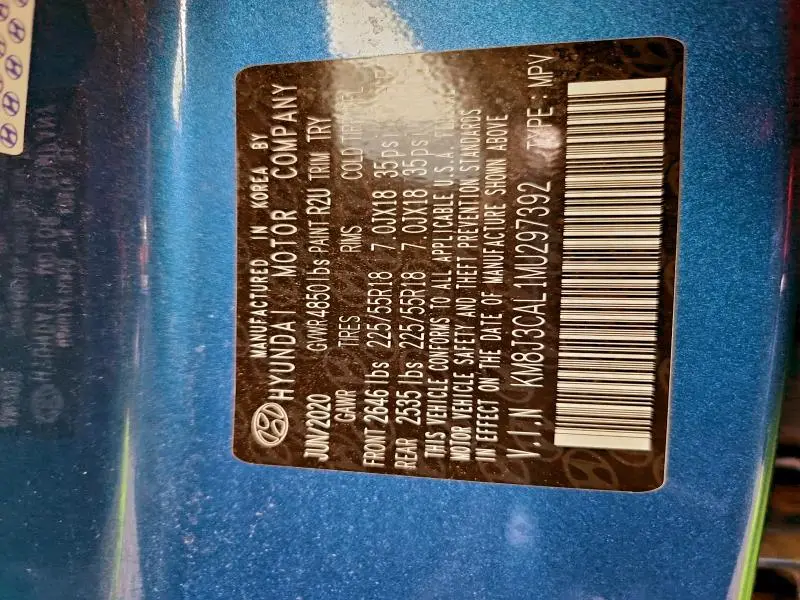 MANUFACTURED IN KOREA BY
HYUNDAI MOTOR COMPANY
JUN/2020 GVWR 4850 lbs PAINT R2U TRIM TRY
GAWR TIRES RIMS COLD
FRONT 2646 lbs 225/55R18 7.0JX18 35psi
REAR 2535 lbs 225/55R18 7.0JX18 35psi
THIS VEHICLE CONFORMS TO ALL APPLICABLE U.S.A.
MOTOR VEHICLE SAFETY AND THEFT PREVENTION STANDARDS
IN EFFECT ON THE DATE OF MANUFACTURE SHOWN ABOVE
V.I.N KM8J3CAL1MU297392 TYPE : MPV